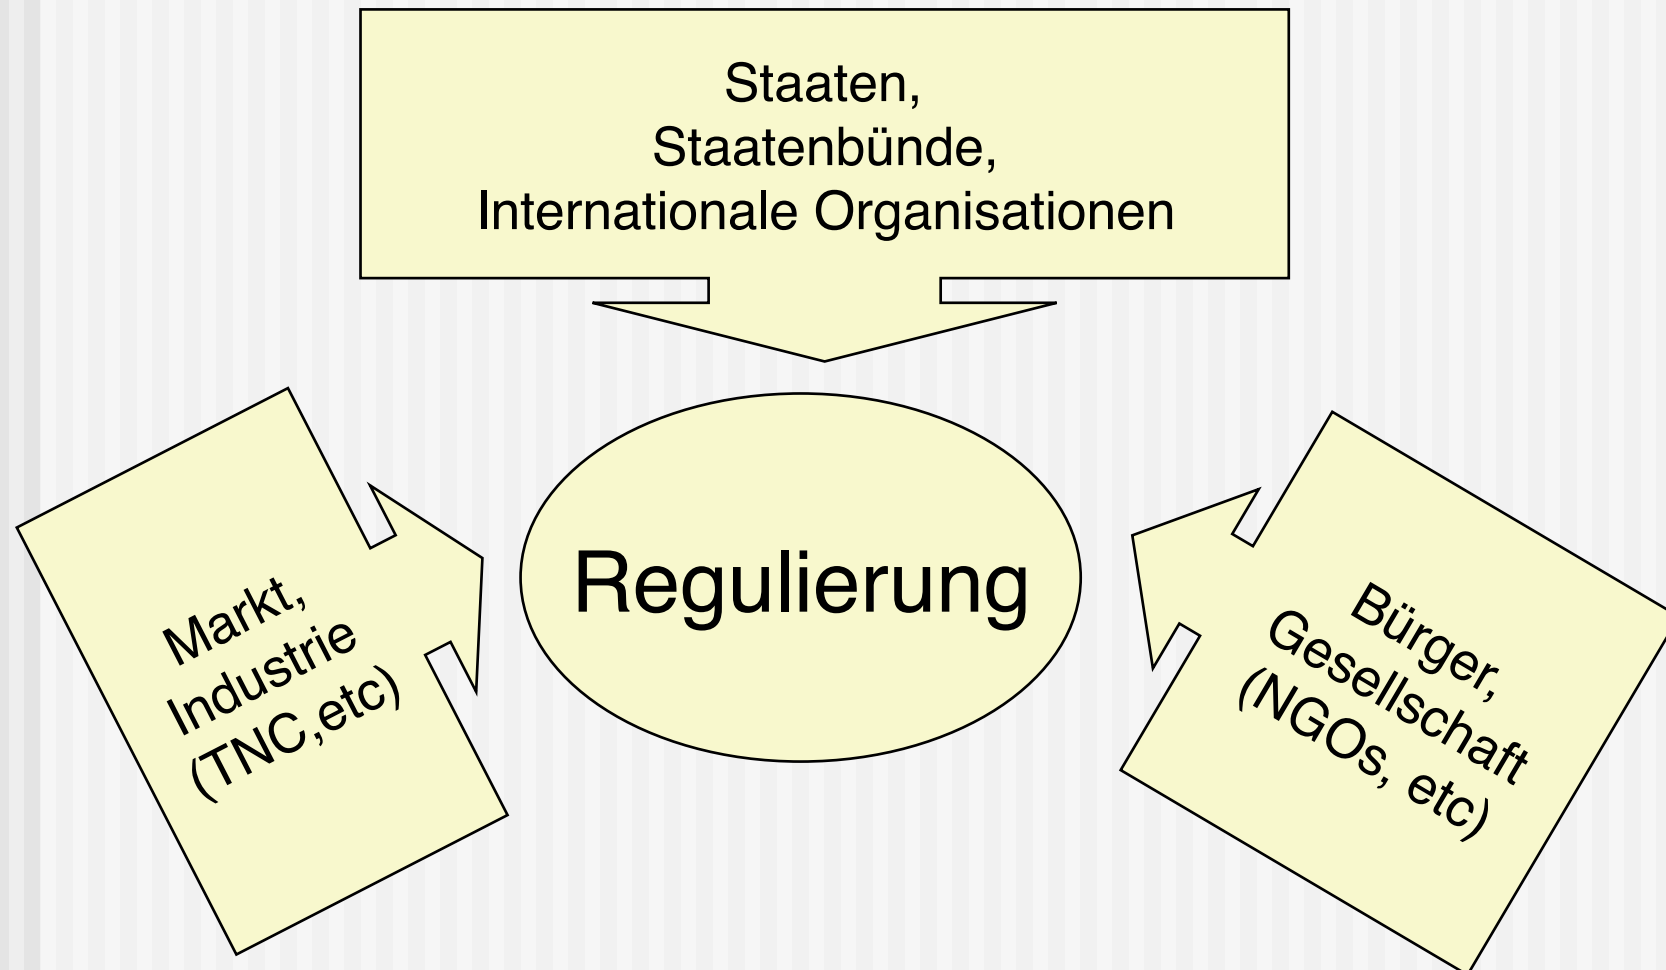 Staaten,
Staatenbünde,
Internationale Organisationen
Regulierung
Markt,
Industrie
(TNC,etc)
Bürger,
Gesellschaft
(NGOs, etc)